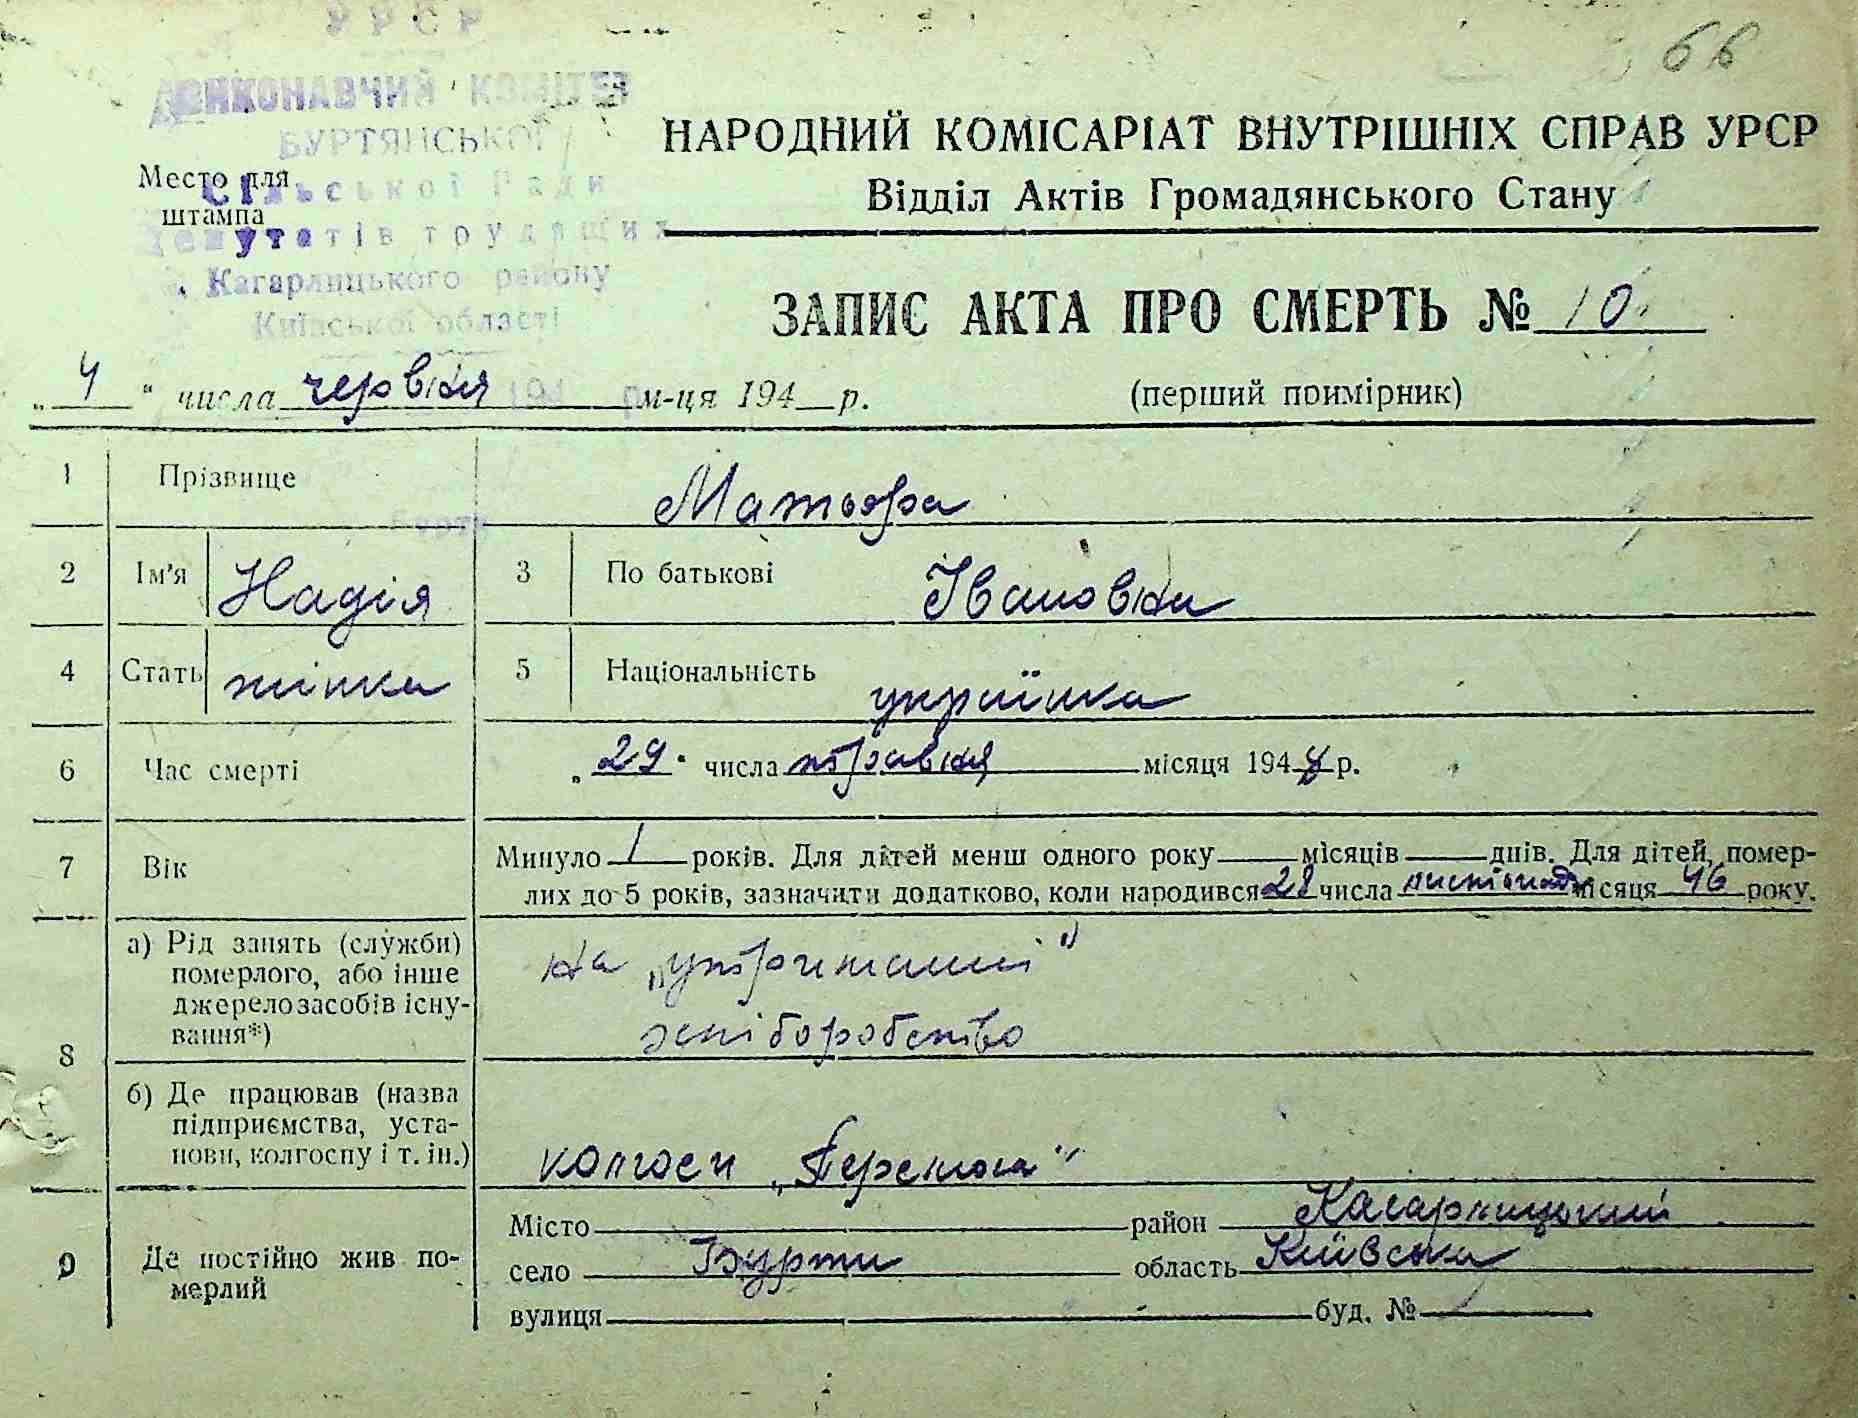 66
УРСР
ВИКОНАВЧИЙ КОМІТЕТ
БУРТЯНСЬКОЇ
Сільської Ради
Депутатів трудящих
Кагарлицького району
Київської області
Место для
штампа
НАРОДНИЙ КОМІСАРІАТ ВНУТРІШНІХ СПРАВ УРСР
Відділ Актів Громадянського Стану
ЗАПИС АКТА ПРО СМЕРТЬ № 10
„ 4 " числа червня м-ця 194 р.
(перший примірник)
1 Прізвище Матьора
2 Ім'я Надія 3 По батькові Івановна
4 Стать жінка 5 Національність українка
6 Час смерті „ 29 " числа травня місяця 194 р.
7 Вік Минуло 1 років. Для дітей менш одного року місяців днів. Для дітей, помер-
лих до 5 років, зазначити додатково, коли народився 28 числа листопада місяця 46 року.
8 а) Рід занять (служби)
померлого, або інше
джерело засобів існу-
вання*)
на „утриманні"
хліборобство
б) Де працював (назва
підприємства, уста-
нови, колгоспу і т. ін.)
колгосп „Перемога"
9 Де постійно жив по-
мерлий
Місто район Кагарлицький
село Бурти область Київська
вулиця буд. №